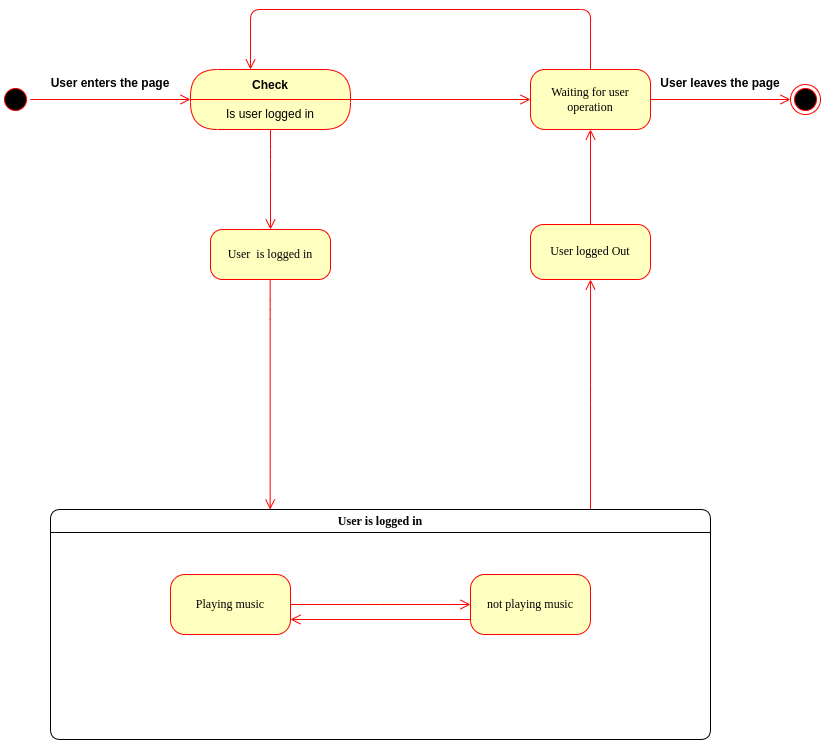 User enters the page
Check
Is user logged in
Waiting for user
operation
User leaves the page
User  is logged in
User logged Out
User is logged in
Playing music
not playing music